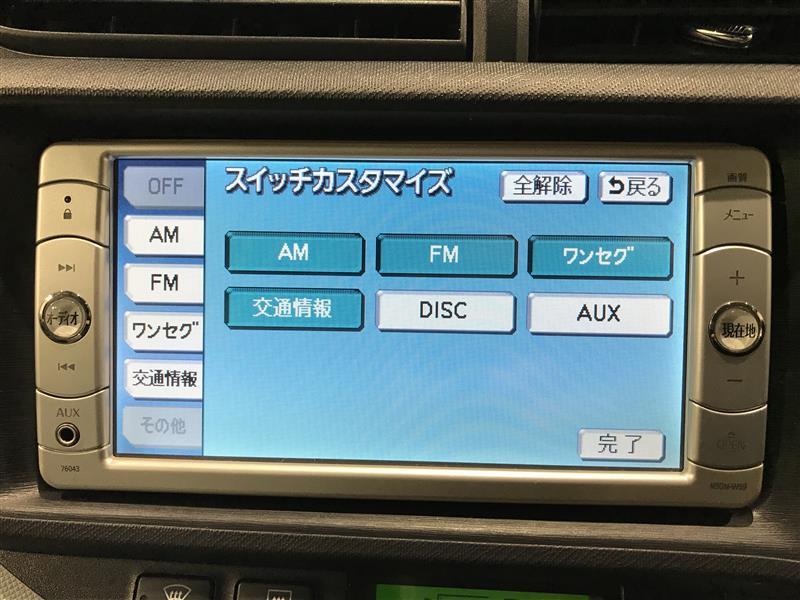 OFF
スイッチカスタマイズ
全解除
戻る
画質
AM
メニュー
FM
ワンセグ
交通情報
その他
AM
FM
ワンセグ
交通情報
DISC
AUX
完了
オーディオ
現在地
AUX
OPEN
76043
NSDN-W59